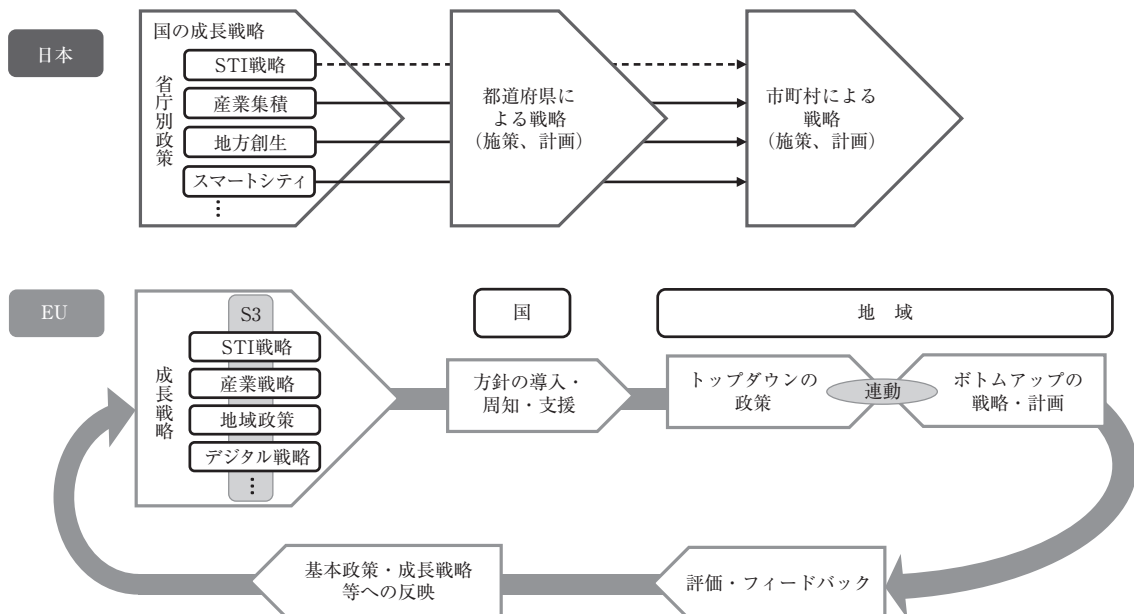 日本
国の成長戦略
省庁別政策
STI戦略
産業集積
地方創生
スマートシティ
⋮
都道府県に
よる戦略
(施策、計画)
市町村による
戦略
(施策、計画)
EU
成長戦略
S3
STI戦略
産業戦略
地域政策
デジタル戦略
⋮
国
地 域
方針の導入・
周知・支援
トップダウンの
政策
連動
ボトムアップの
戦略・計画
基本政策・成長戦略
等への反映
評価・フィードバック